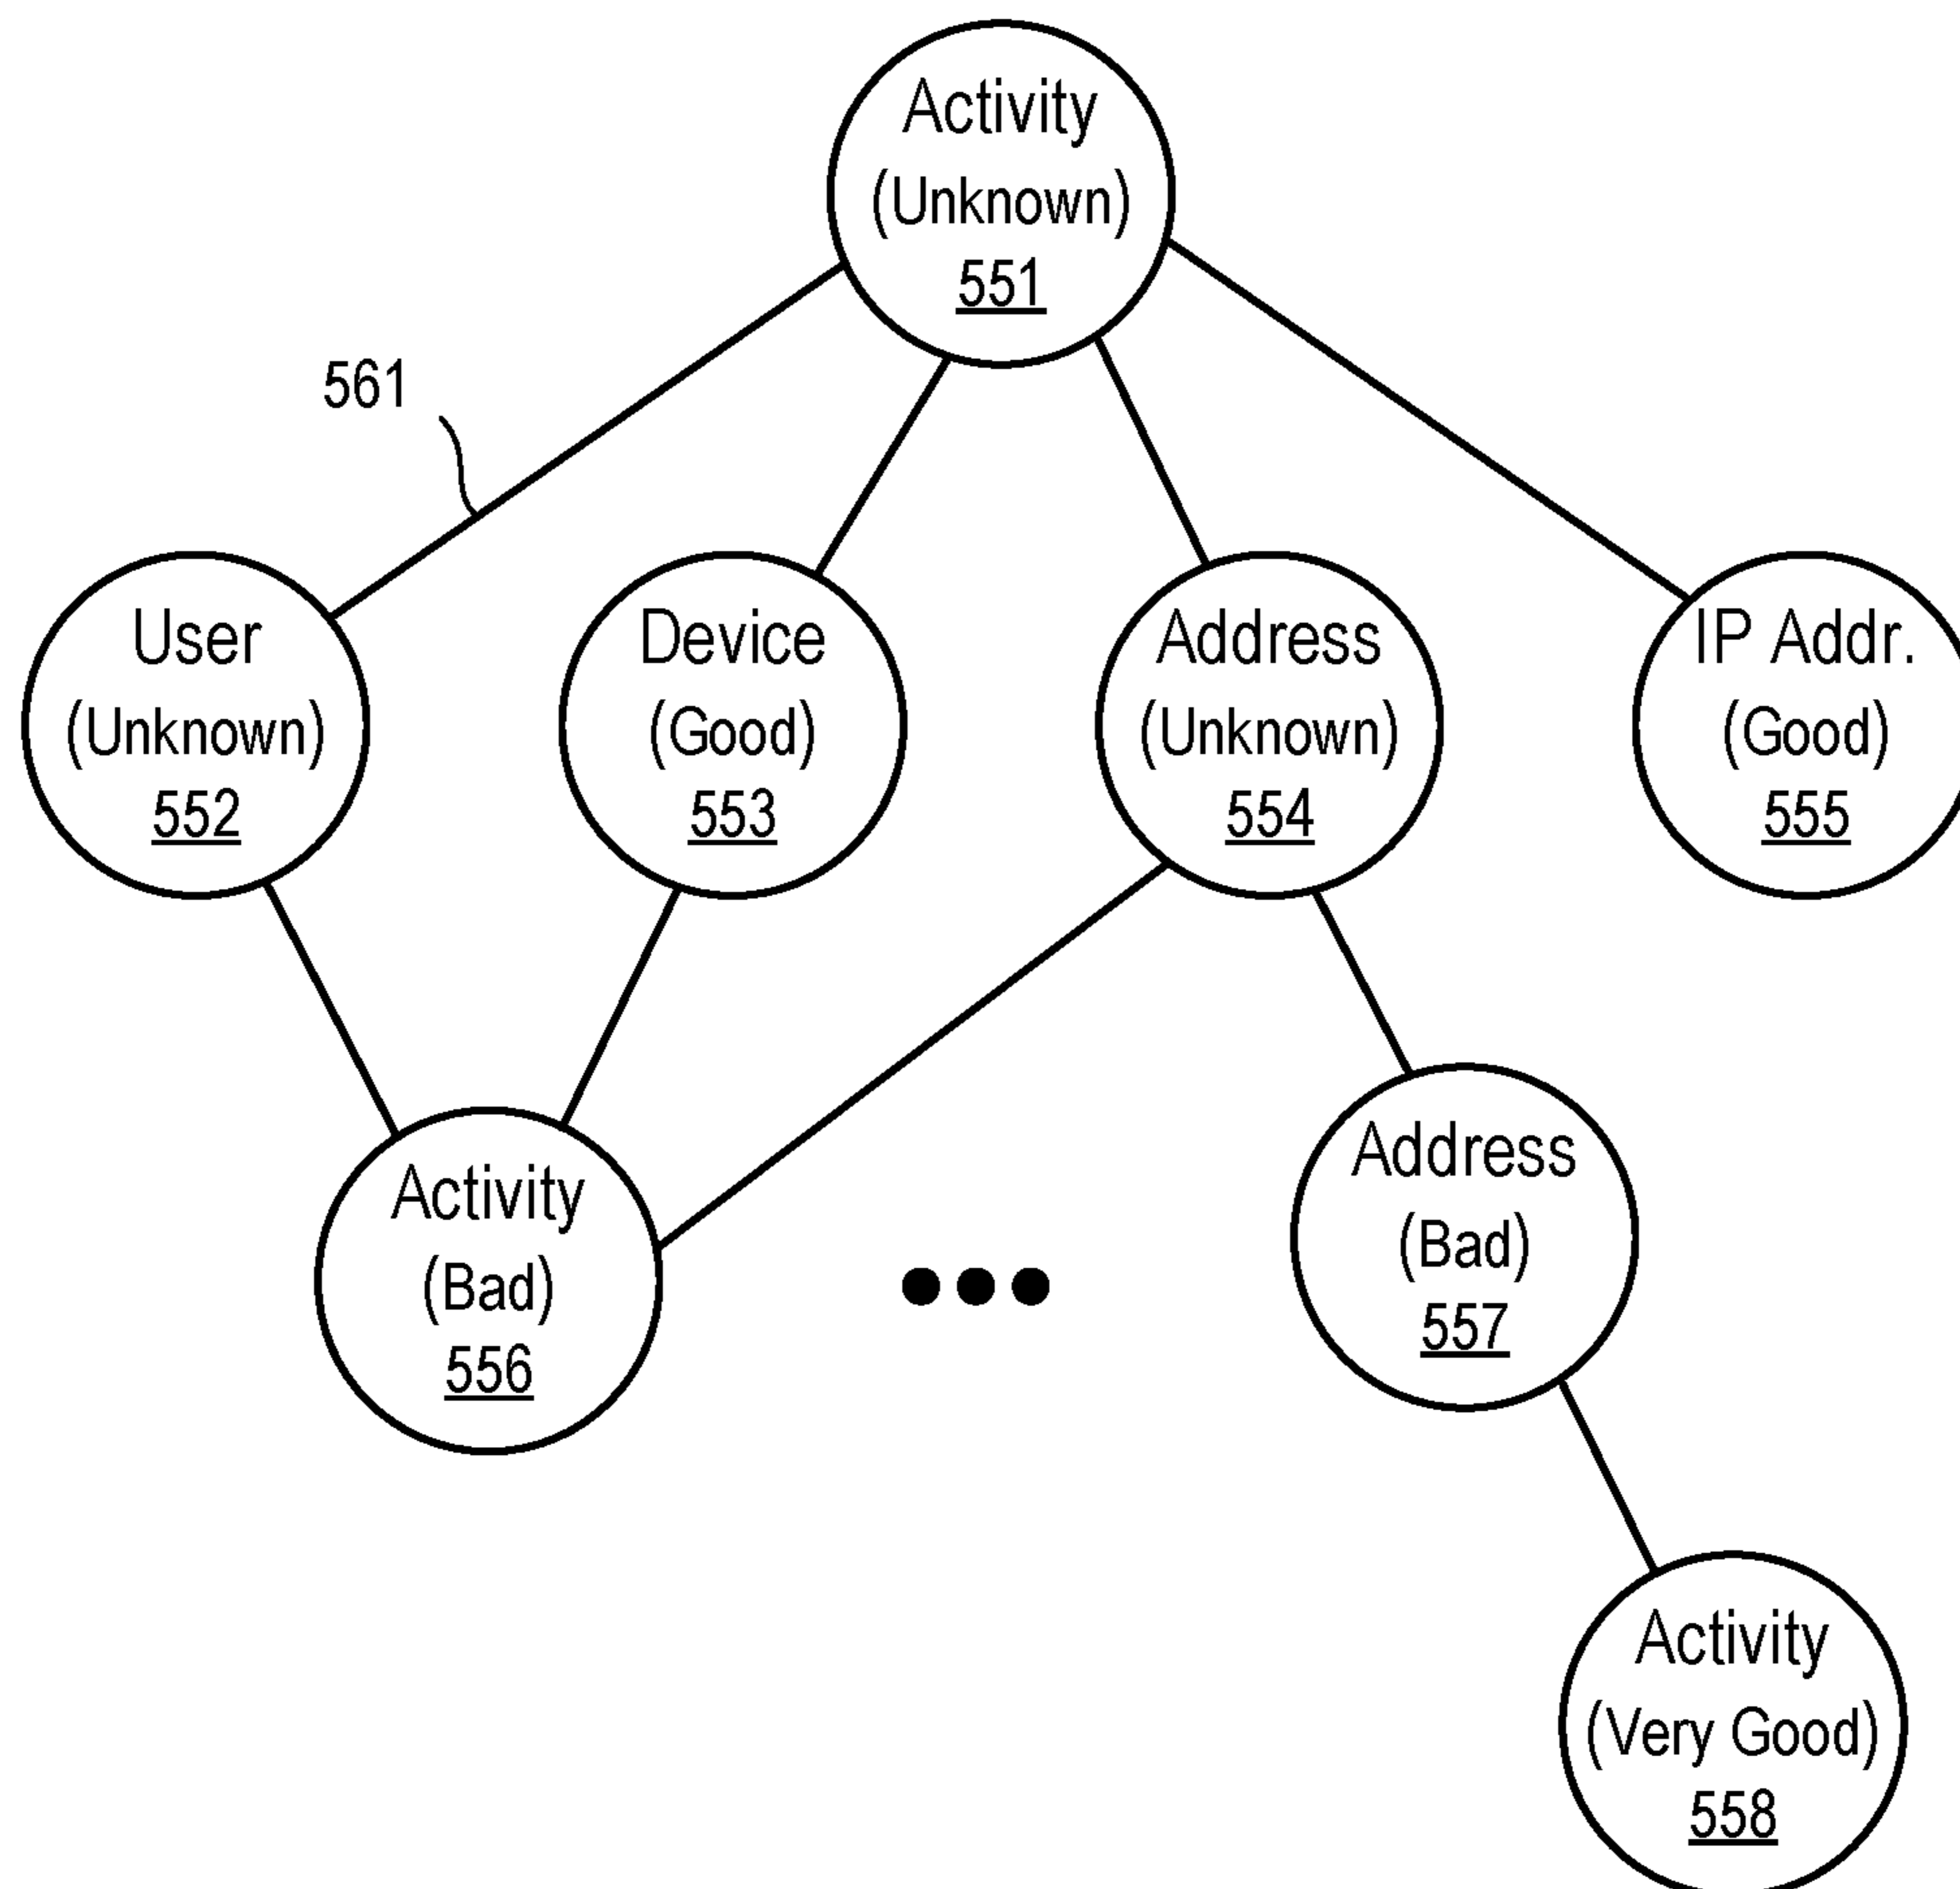 Activity
(Unknown)
551
561
User
(Unknown)
552
Device
(Good)
553
Address
(Unknown)
554
IP Addr.
(Good)
555
Activity
(Bad)
556
Address
(Bad)
557
Activity
(Very Good)
558